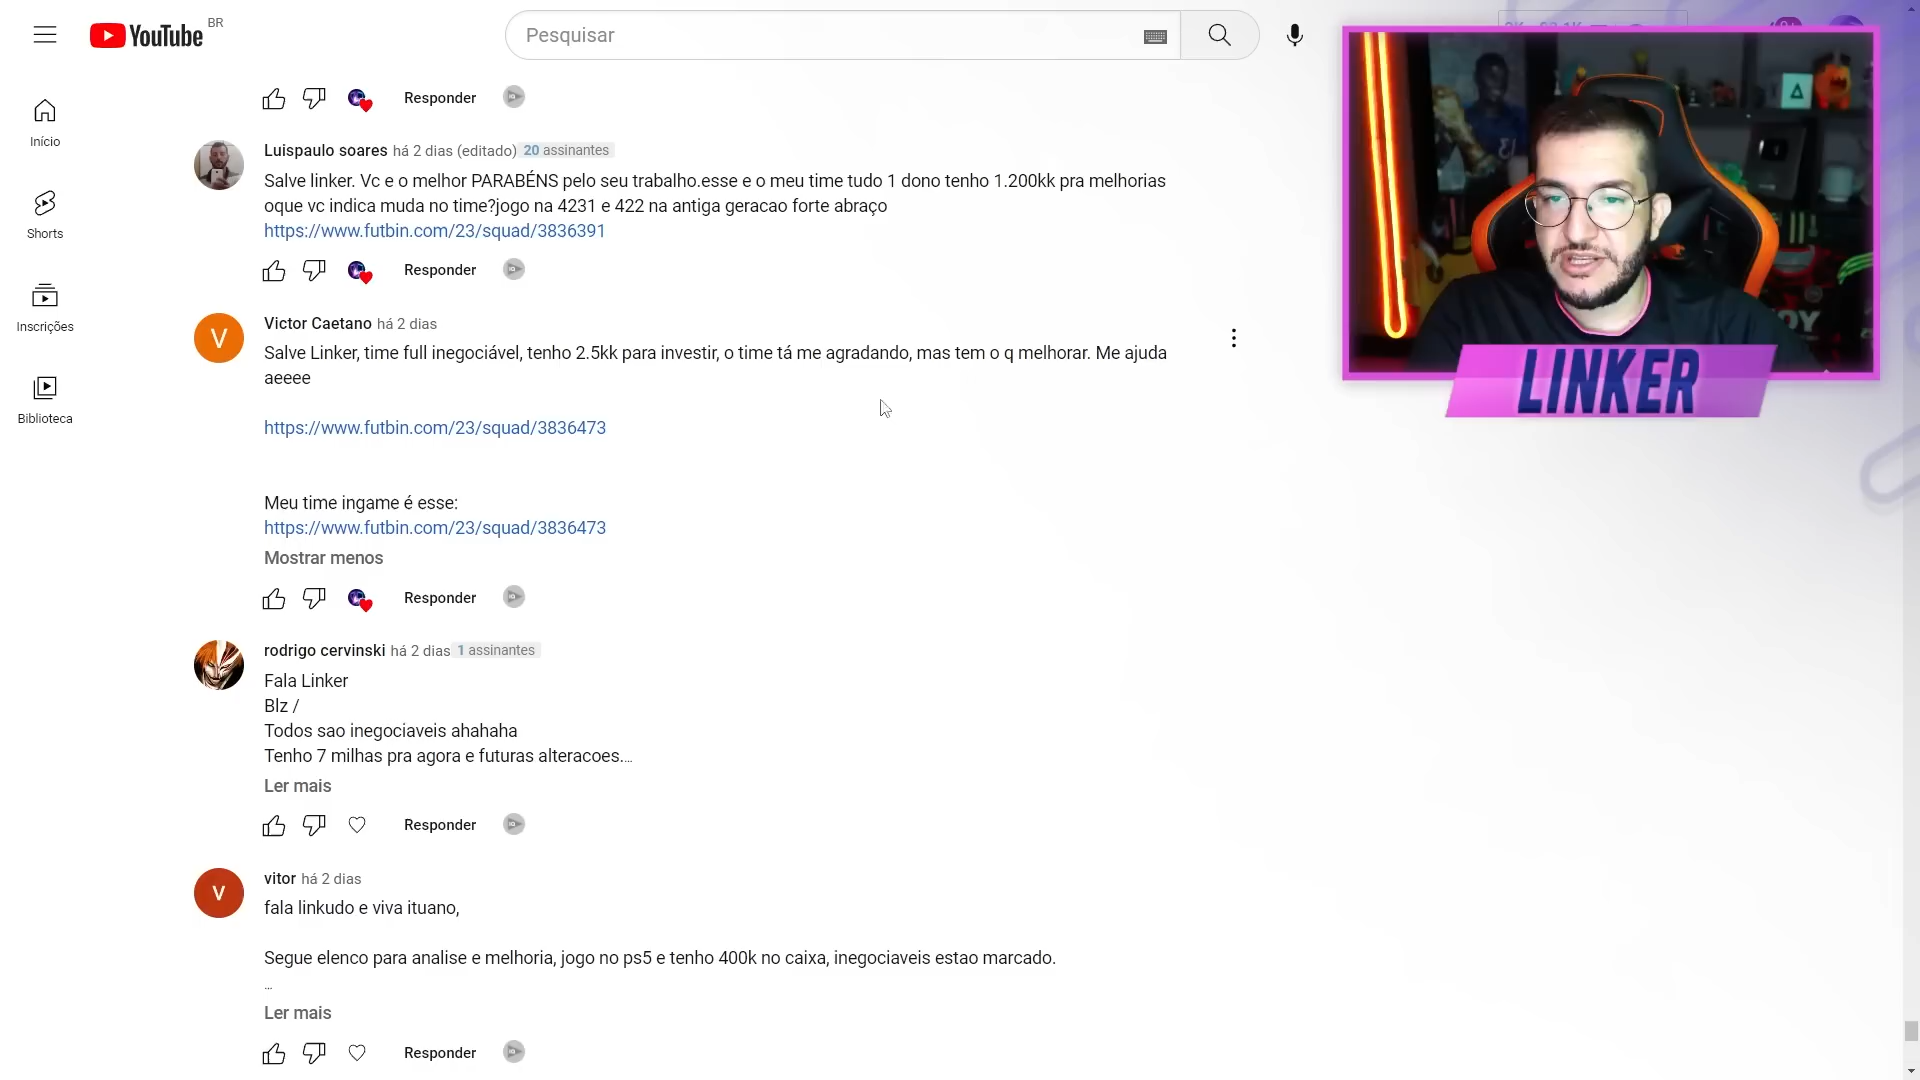 YouTube BR
Pesquisar
Início
Shorts
Inscrições
Biblioteca
Responder
Luispaulo soares há 2 dias (editado) 20 assinantes
Salve linker. Vc e o melhor PARABÉNS pelo seu trabalho.esse e o meu time tudo 1 dono tenho 1.200kk pra melhorias
oque vc indica muda no time?jogo na 4231 e 422 na antiga geracao forte abraço
https://www.futbin.com/23/squad/3836391
Responder
V
Victor Caetano há 2 dias
Salve Linker, time full inegociável, tenho 2.5kk para investir, o time tá me agradando, mas tem o q melhorar. Me ajuda
aeeee
https://www.futbin.com/23/squad/3836473
Meu time ingame é esse:
https://www.futbin.com/23/squad/3836473
Mostrar menos
Responder
rodrigo cervinski há 2 dias 1 assinantes
Fala Linker
Blz /
Todos sao inegociaveis ahahaha
Tenho 7 milhas pra agora e futuras alteracoes....
Ler mais
Responder
V
vitor há 2 dias
fala linkudo e viva ituano,
Segue elenco para analise e melhoria, jogo no ps5 e tenho 400k no caixa, inegociaveis estao marcado.
...
Ler mais
Responder
LINKER